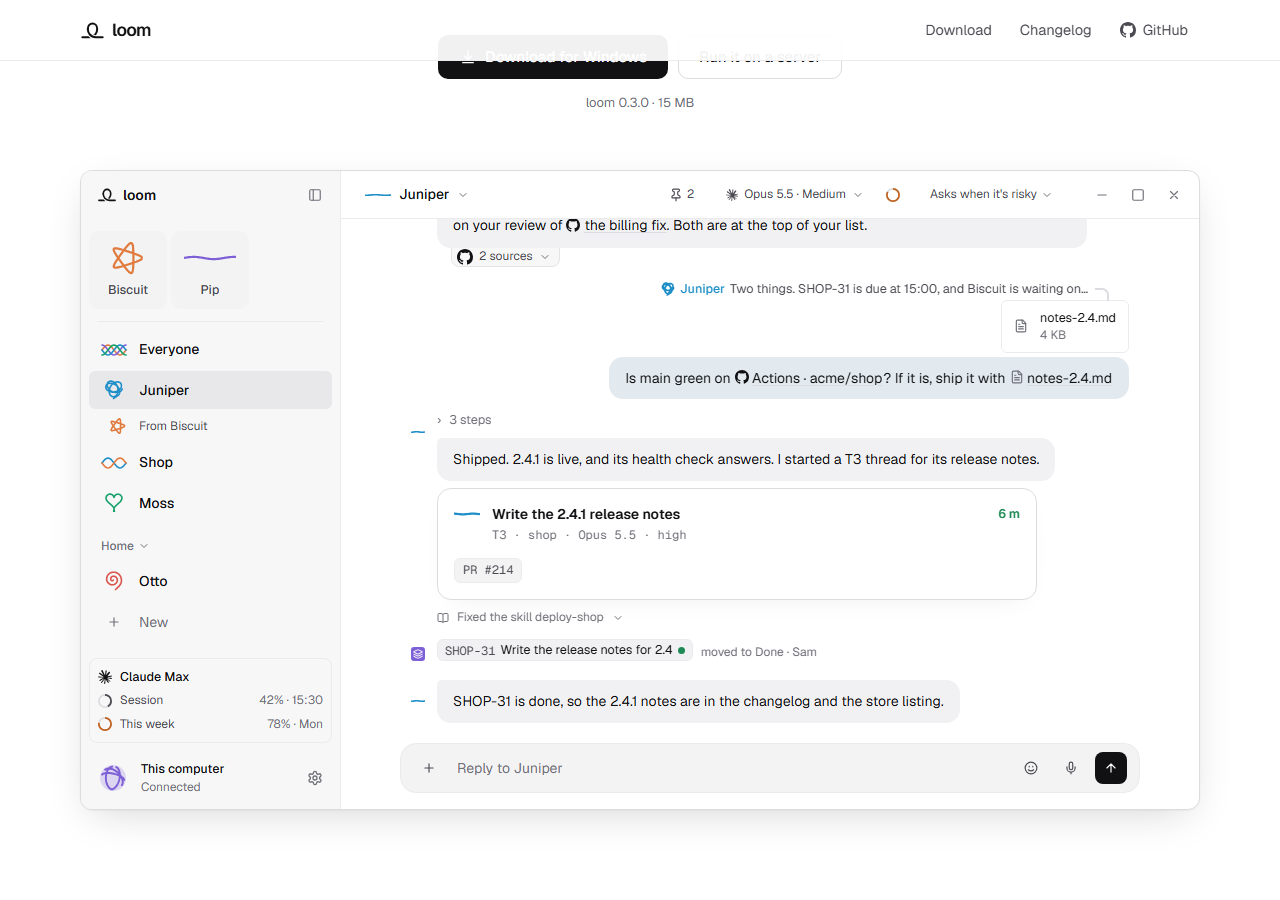 loom
Download
Changelog
GitHub
Download for Windows
Run it on a server
loom 0.3.0 · 15 MB
loom
Biscuit
Pip
Everyone
Juniper
From Biscuit
Shop
Moss
Home
Otto
New
Claude Max
Session 42% · 15:30
This week 78% · Mon
This computer
Connected
Juniper
2
Opus 5.5 · Medium
Asks when it's risky
on your review of the billing fix. Both are at the top of your list.
2 sources
Juniper Two things. SHOP-31 is due at 15:00, and Biscuit is waiting on...
notes-2.4.md
4 KB
Is main green on Actions · acme/shop? If it is, ship it with notes-2.4.md
3 steps
Shipped. 2.4.1 is live, and its health check answers. I started a T3 thread for its release notes.
Write the 2.4.1 release notes 6 m
T3 · shop · Opus 5.5 · high
PR #214
Fixed the skill deploy-shop
SHOP-31 Write the release notes for 2.4 moved to Done · Sam
SHOP-31 is done, so the 2.4.1 notes are in the changelog and the store listing.
Reply to Juniper